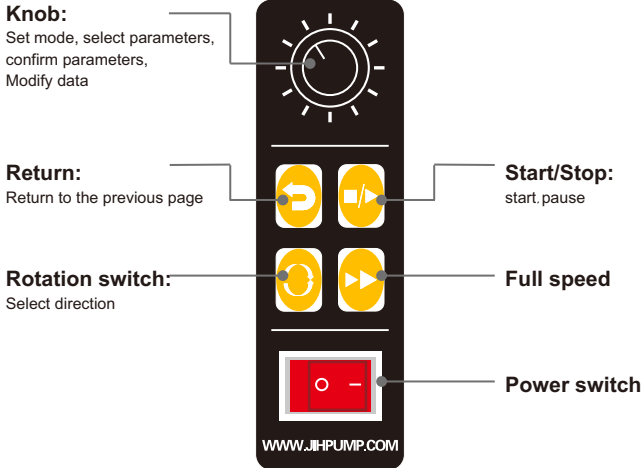 Knob:
Set mode, select parameters,
confirm parameters,
Modify data
Return:
Return to the previous page
Start/Stop:
start.pause
Rotation switch:
Select direction
Full speed
Power switch
WWW.JIHPUMP.COM